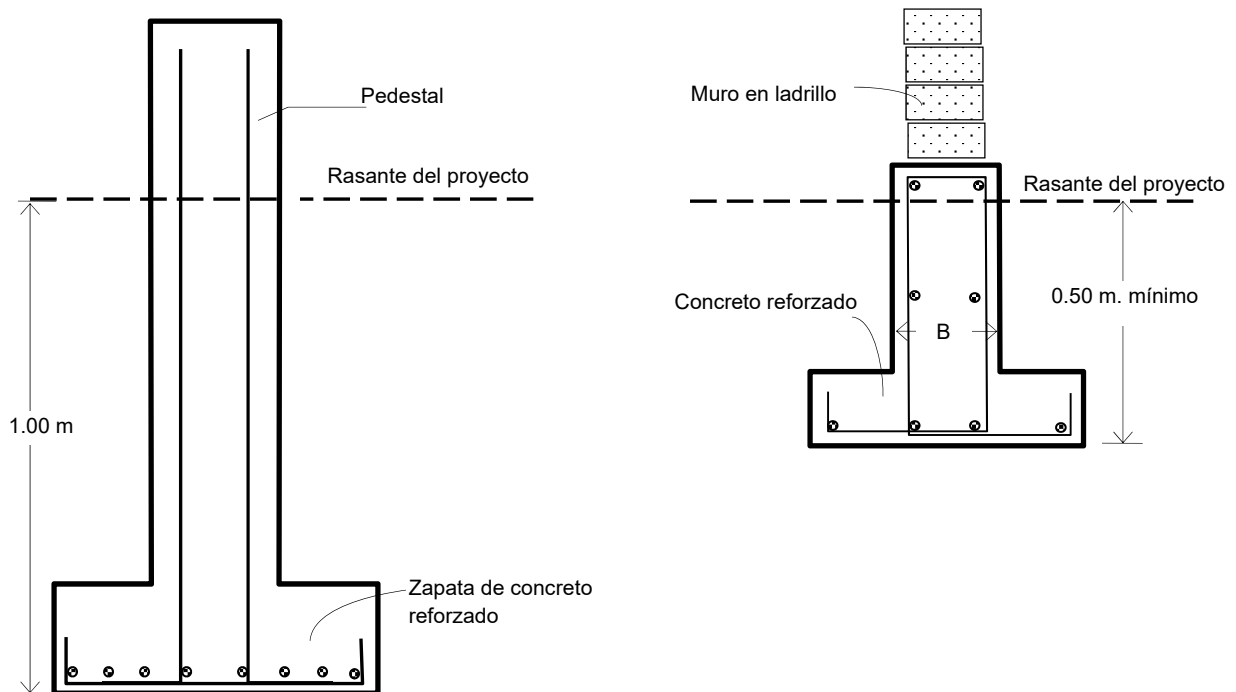 Pedestal
Rasante del proyecto
1.00 m
Zapata de concreto
reforzado
Muro en ladrillo
Rasante del proyecto
Concreto reforzado
B
0.50 m. mínimo